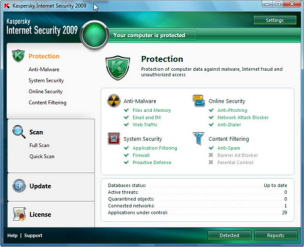 Kaspersky Internet Security 2009
Kaspersky
Internet Security 2009
Settings
Your computer is protected
Protection
Anti-Malware
System Security
Online Security
Content Filtering
Scan
Full Scan
Quick Scan
Update
License
Protection
Protection of computer data against malware, Internet fraud and
unauthorized access
Anti-Malware
Files and Memory
Email and IM
Web Traffic
Online Security
Anti-Phishing
Network Attack Blocker
Anti-Dialer
System Security
Application Filtering
Firewall
Proactive Defense
Content Filtering
Anti-Spam
Banner Ad Blocker
Parental Control
Databases status: Up to date
Active threats: 0
Quarantined objects: 0
Connected networks: 1
Applications under control: 29
Help | Support
Detected
Reports